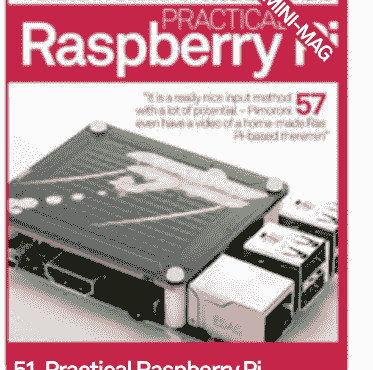 PRACTICAL
MINI-MAG
Raspberry Pi
"It is a really nice input method
with a lot of potential – Pimoroni
even have a video of a home-made Ras
Pi-based theremin"
57
EDAC
51 Practical Raspberry Pi